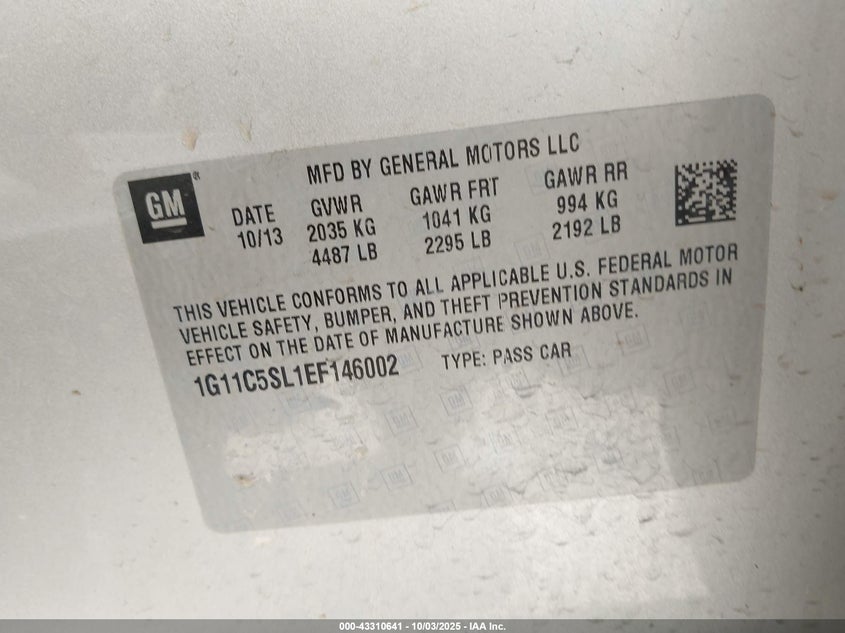 MFD BY GENERAL MOTORS LLC
GM®
DATE
10/13
GVWR
2035 KG
4487 LB
GAWR FRT
1041 KG
2295 LB
GAWR RR
994 KG
2192 LB
THIS VEHICLE CONFORMS TO ALL APPLICABLE U.S. FEDERAL MOTOR
VEHICLE SAFETY, BUMPER, AND THEFT PREVENTION STANDARDS IN
EFFECT ON THE DATE OF MANUFACTURE SHOWN ABOVE.
1G11C5SL1EF146002 TYPE: PASS CAR
000-43310641 - 10/03/2025 - IAA Inc.